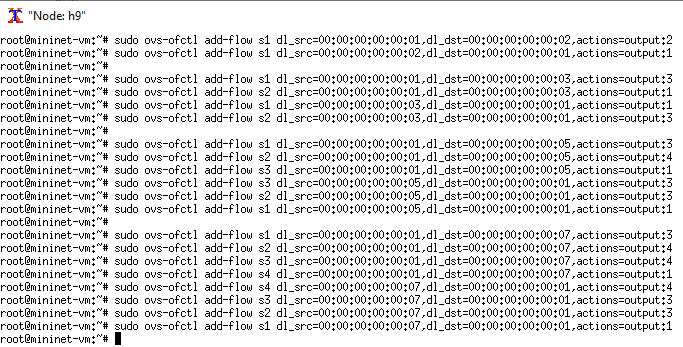 "Node: h9"
root@mininet-vm:~# sudo ovs-ofctl add-flow s1 dl_src=00:00:00:00:00:01,dl_dst=00:00:00:00:00:02,actions=output:2
root@mininet-vm:~# sudo ovs-ofctl add-flow s1 dl_src=00:00:00:00:00:02,dl_dst=00:00:00:00:00:01,actions=output:1
root@mininet-vm:~#
root@mininet-vm:~# sudo ovs-ofctl add-flow s1 dl_src=00:00:00:00:00:01,dl_dst=00:00:00:00:00:03,actions=output:3
root@mininet-vm:~# sudo ovs-ofctl add-flow s2 dl_src=00:00:00:00:00:01,dl_dst=00:00:00:00:00:03,actions=output:1
root@mininet-vm:~# sudo ovs-ofctl add-flow s1 dl_src=00:00:00:00:00:03,dl_dst=00:00:00:00:00:01,actions=output:1
root@mininet-vm:~# sudo ovs-ofctl add-flow s2 dl_src=00:00:00:00:00:03,dl_dst=00:00:00:00:00:01,actions=output:3
root@mininet-vm:~#
root@mininet-vm:~# sudo ovs-ofctl add-flow s1 dl_src=00:00:00:00:00:01,dl_dst=00:00:00:00:00:05,actions=output:3
root@mininet-vm:~# sudo ovs-ofctl add-flow s2 dl_src=00:00:00:00:00:01,dl_dst=00:00:00:00:00:05,actions=output:4
root@mininet-vm:~# sudo ovs-ofctl add-flow s3 dl_src=00:00:00:00:00:01,dl_dst=00:00:00:00:00:05,actions=output:1
root@mininet-vm:~# sudo ovs-ofctl add-flow s3 dl_src=00:00:00:00:00:05,dl_dst=00:00:00:00:00:01,actions=output:3
root@mininet-vm:~# sudo ovs-ofctl add-flow s2 dl_src=00:00:00:00:00:05,dl_dst=00:00:00:00:00:01,actions=output:3
root@mininet-vm:~# sudo ovs-ofctl add-flow s1 dl_src=00:00:00:00:00:05,dl_dst=00:00:00:00:00:01,actions=output:1
root@mininet-vm:~#
root@mininet-vm:~# sudo ovs-ofctl add-flow s1 dl_src=00:00:00:00:00:01,dl_dst=00:00:00:00:00:07,actions=output:3
root@mininet-vm:~# sudo ovs-ofctl add-flow s2 dl_src=00:00:00:00:00:01,dl_dst=00:00:00:00:00:07,actions=output:4
root@mininet-vm:~# sudo ovs-ofctl add-flow s3 dl_src=00:00:00:00:00:01,dl_dst=00:00:00:00:00:07,actions=output:4
root@mininet-vm:~# sudo ovs-ofctl add-flow s4 dl_src=00:00:00:00:00:01,dl_dst=00:00:00:00:00:07,actions=output:1
root@mininet-vm:~# sudo ovs-ofctl add-flow s4 dl_src=00:00:00:00:00:07,dl_dst=00:00:00:00:00:01,actions=output:4
root@mininet-vm:~# sudo ovs-ofctl add-flow s3 dl_src=00:00:00:00:00:07,dl_dst=00:00:00:00:00:01,actions=output:3
root@mininet-vm:~# sudo ovs-ofctl add-flow s2 dl_src=00:00:00:00:00:07,dl_dst=00:00:00:00:00:01,actions=output:3
root@mininet-vm:~# sudo ovs-ofctl add-flow s1 dl_src=00:00:00:00:00:07,dl_dst=00:00:00:00:00:01,actions=output:1
root@mininet-vm:~#